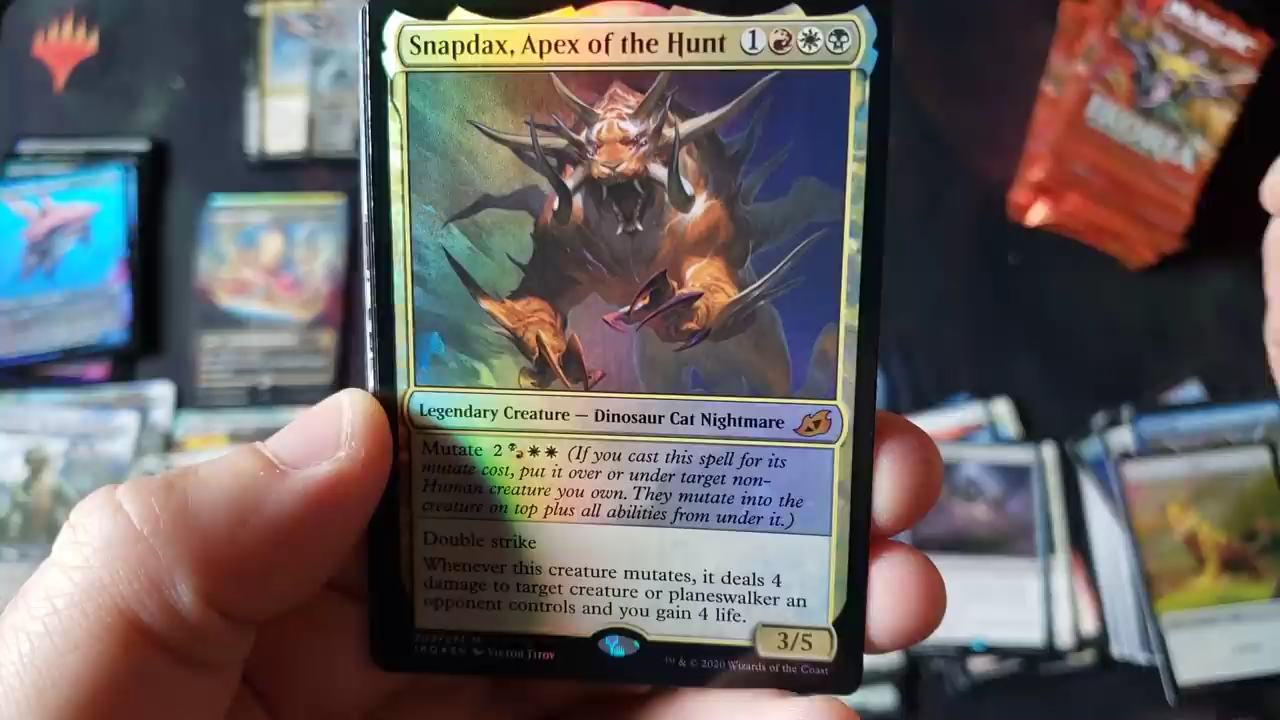 Snapdax, Apex of the Hunt 1
Legendary Creature — Dinosaur Cat Nightmare
Mutate 2 (If you cast this spell for its
mutate cost, put it over or under target non-
Human creature you own. They mutate into the
creature on top plus all abilities from under it.)
Double strike
Whenever this creature mutates, it deals 4
damage to target creature or planeswalker an
opponent controls and you gain 4 life.
3/5
Viktor Titov
™ & © 2020 Wizards of the Coast
IKORIA